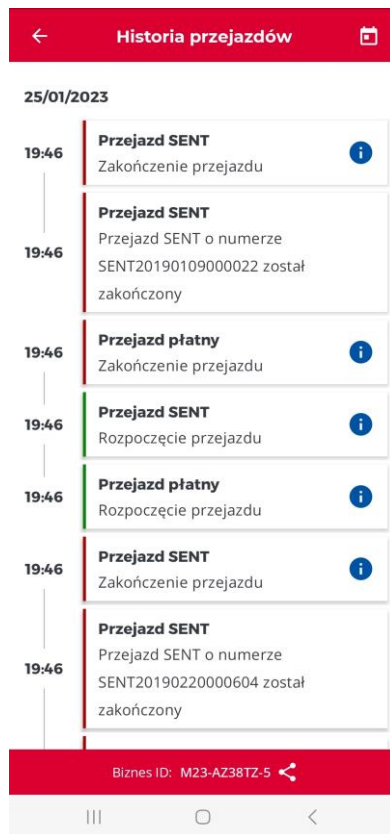 Historia przejazdów
25/01/2023
19:46
Przejazd SENT
Zakończenie przejazdu
19:46
Przejazd SENT
Przejazd SENT o numerze
SENT20190109000022 został
zakończony
19:46
Przejazd płatny
Zakończenie przejazdu
19:46
Przejazd SENT
Rozpoczęcie przejazdu
19:46
Przejazd płatny
Rozpoczęcie przejazdu
19:46
Przejazd SENT
Zakończenie przejazdu
19:46
Przejazd SENT
Przejazd SENT o numerze
SENT20190220000604 został
zakończony
Biznes ID: M23-AZ38TZ-5